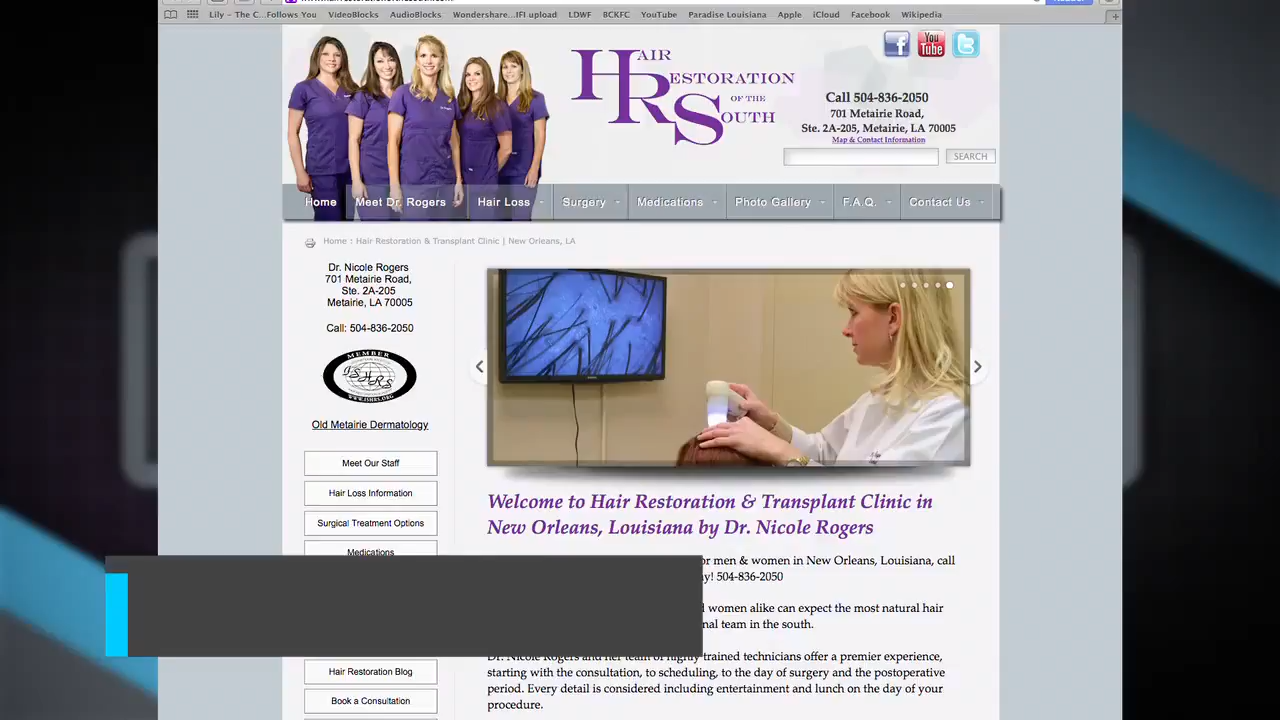 Lily – The C...Follows You VideoBlocks AudioBlocks Wondershare...IFI upload LDWF BCKFC YouTube Paradise Louisiana Apple iCloud Facebook Wikipedia
HAIR
RESTORATION
OF THE
SOUTH
You
Tube
Call 504-836-2050
701 Metairie Road,
Ste. 2A-205, Metairie, LA 70005
Map & Contact Information
SEARCH
Home Meet Dr. Rogers Hair Loss Surgery Medications Photo Gallery F.A.Q. Contact Us
Home : Hair Restoration & Transplant Clinic | New Orleans, LA
Dr. Nicole Rogers
701 Metairie Road,
Ste. 2A-205
Metairie, LA 70005
Call: 504-836-2050
MEMBER
ISHRS
WWW.ISHRS.ORG
Old Metairie Dermatology
Meet Our Staff
Hair Loss Information
Surgical Treatment Options
Medications
Hair Restoration Blog
Book a Consultation
Welcome to Hair Restoration & Transplant Clinic in
New Orleans, Louisiana by Dr. Nicole Rogers
or men & women in New Orleans, Louisiana, call
y! 504-836-2050
d women alike can expect the most natural hair
nal team in the south.
Dr. Nicole Rogers and her team of highly trained technicians offer a premier experience,
starting with the consultation, to scheduling, to the day of surgery and the postoperative
period. Every detail is considered including entertainment and lunch on the day of your
procedure.